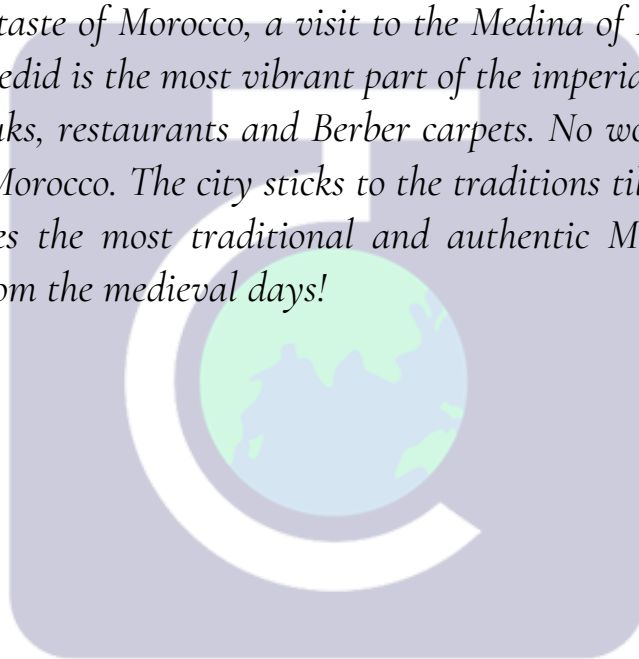 taste of Morocco, a visit to the Medina of
edid is the most vibrant part of the imperia
ks, restaurants and Berber carpets. No wo
Morocco. The city sticks to the traditions til
es the most traditional and authentic M
om the medieval days!